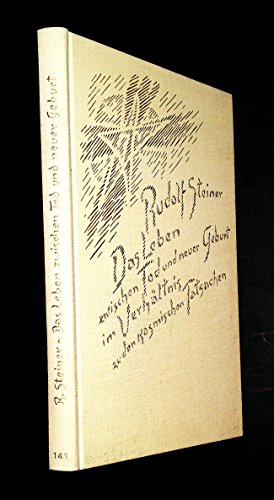 Rudolf Steiner
Das Leben
zwischen Tod und neuer Geburt
im Verhältnis
zu den kosmischen Tatsachen
R. Steiner - Das Leben zwischen Tod und neuer Geburt
141